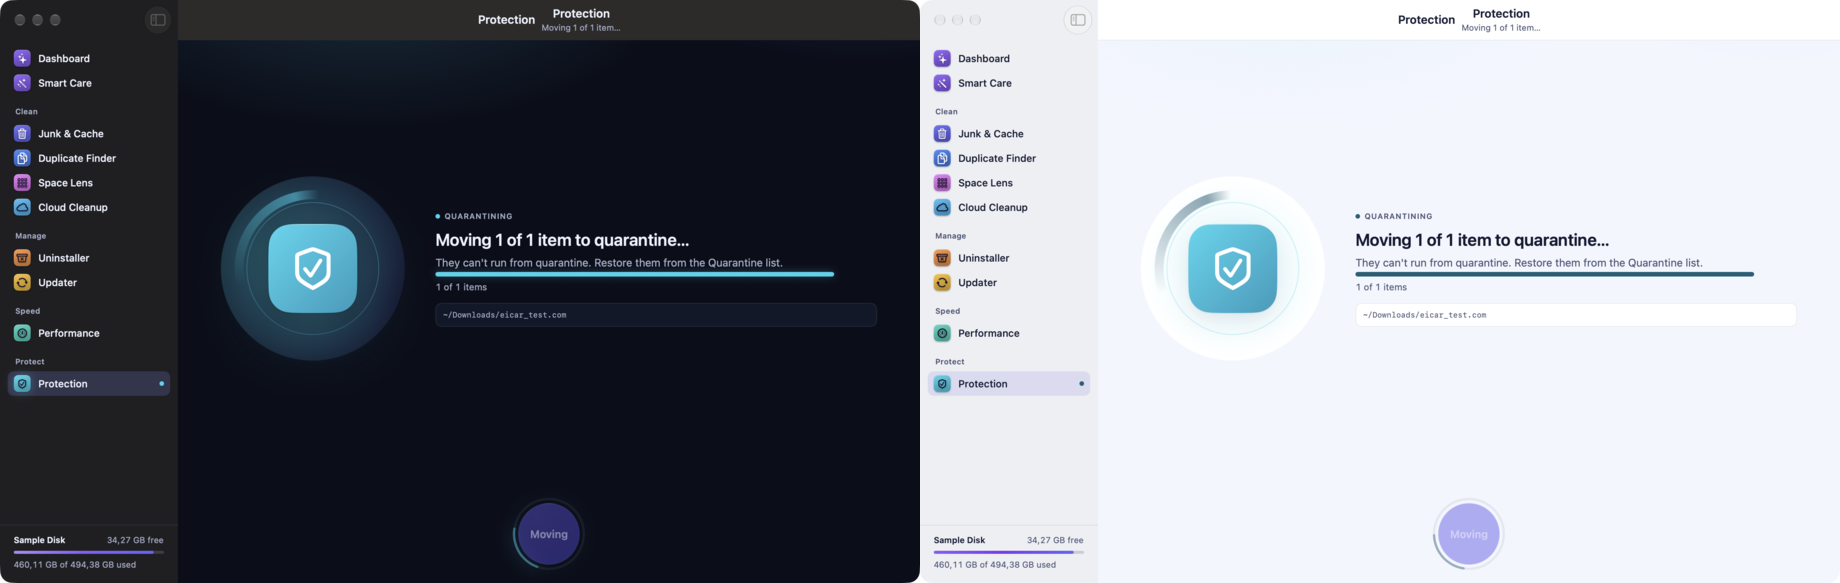 Protection
Protection
Moving 1 of 1 item...
Dashboard
Smart Care
Clean
Junk & Cache
Duplicate Finder
Space Lens
Cloud Cleanup
Manage
Uninstaller
Updater
Speed
Performance
Protect
Protection
QUARANTINING
Moving 1 of 1 item to quarantine...
They can't run from quarantine. Restore them from the Quarantine list.
1 of 1 items
~/Downloads/eicar_test.com
Moving
Sample Disk 34,27 GB free
460,11 GB of 494,38 GB used
Protection
Protection
Moving 1 of 1 item...
Dashboard
Smart Care
Clean
Junk & Cache
Duplicate Finder
Space Lens
Cloud Cleanup
Manage
Uninstaller
Updater
Speed
Performance
Protect
Protection
QUARANTINING
Moving 1 of 1 item to quarantine...
They can't run from quarantine. Restore them from the Quarantine list.
1 of 1 items
~/Downloads/eicar_test.com
Moving
Sample Disk 34,27 GB free
460,11 GB of 494,38 GB used